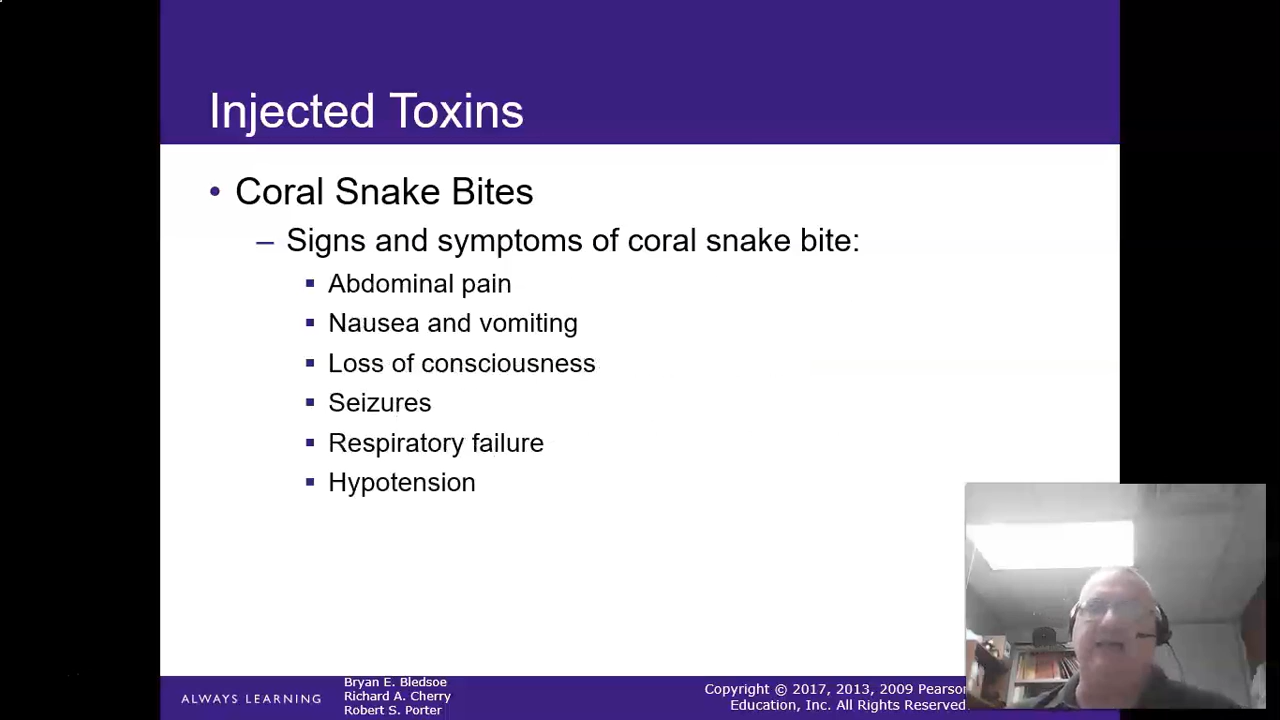 Injected Toxins
• Coral Snake Bites
– Signs and symptoms of coral snake bite:
▪ Abdominal pain
▪ Nausea and vomiting
▪ Loss of consciousness
▪ Seizures
▪ Respiratory failure
▪ Hypotension
ALWAYS LEARNING
Bryan E. Bledsoe
Richard A. Cherry
Robert S. Porter
Copyright © 2017, 2013, 2009 Pearson
Education, Inc. All Rights Reserved.